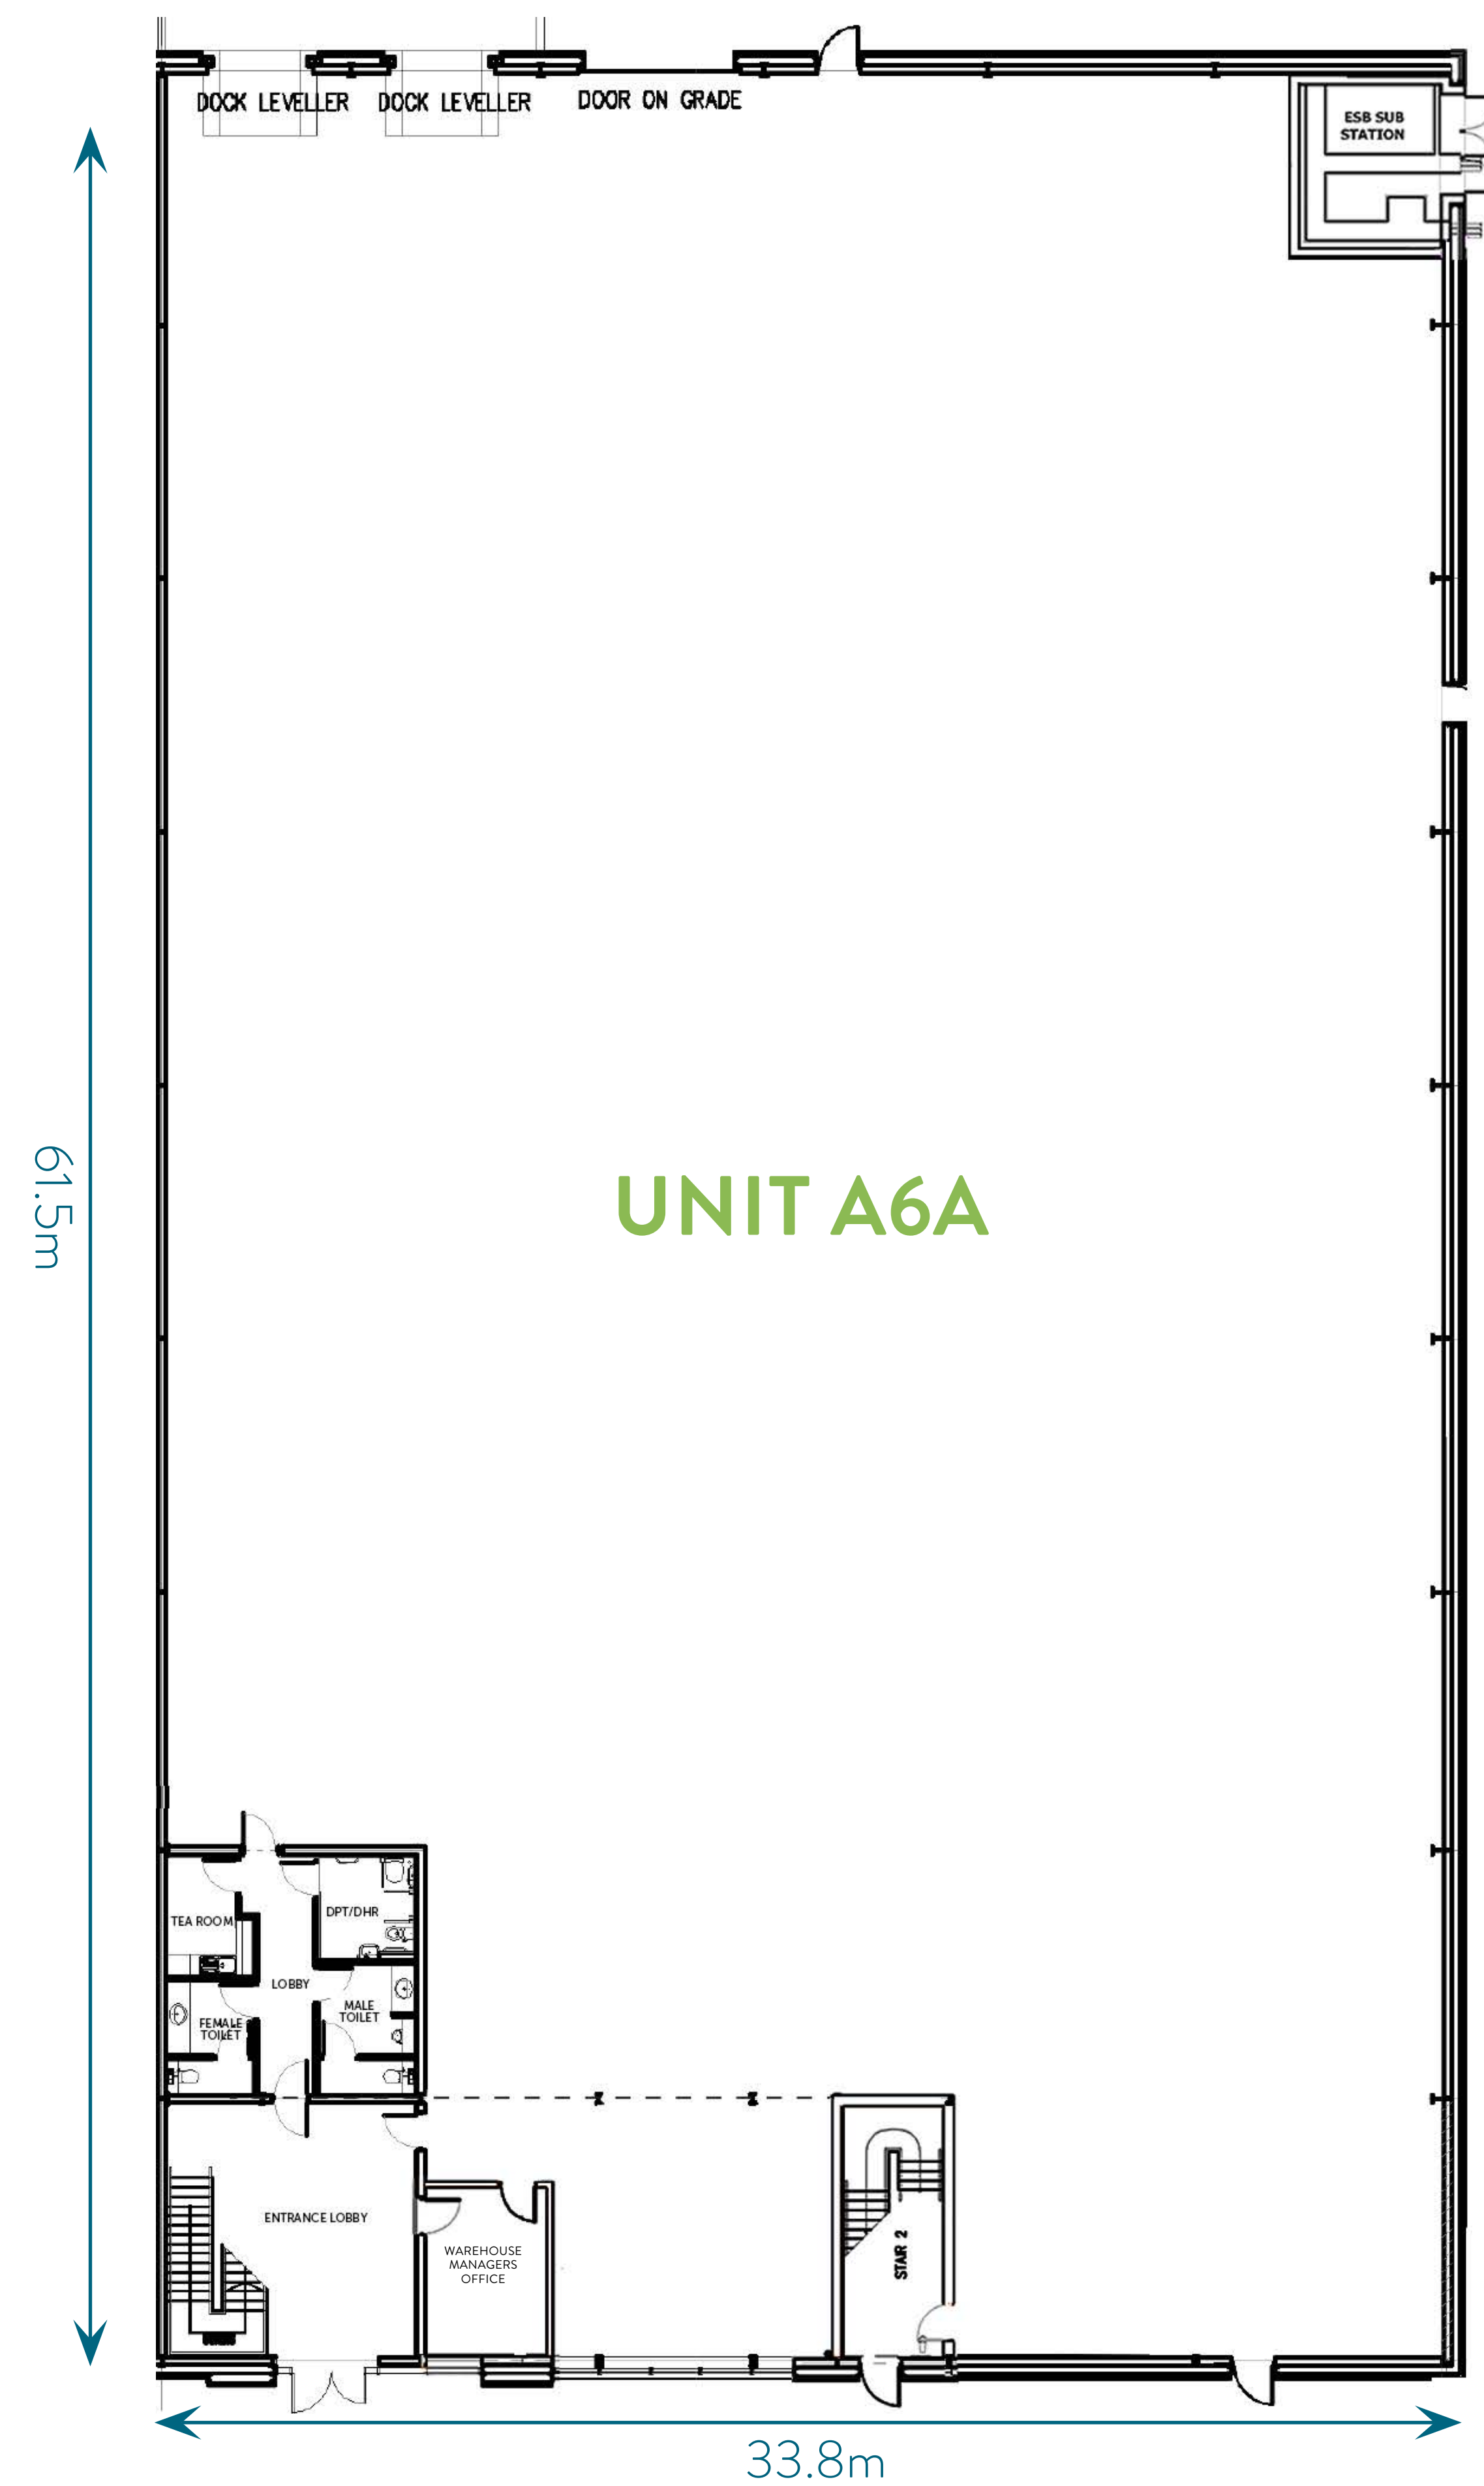 DOCK LEVELLER
DOCK LEVELLER
DOOR ON GRADE
ESB SUB
STATION
61.5m
UNIT A6A
TEA ROOM
DPT/DHR
LOBBY
MALE
TOILET
FEMALE
TOILET
ENTRANCE LOBBY
WAREHOUSE
MANAGERS
OFFICE
STAIR 2
33.8m